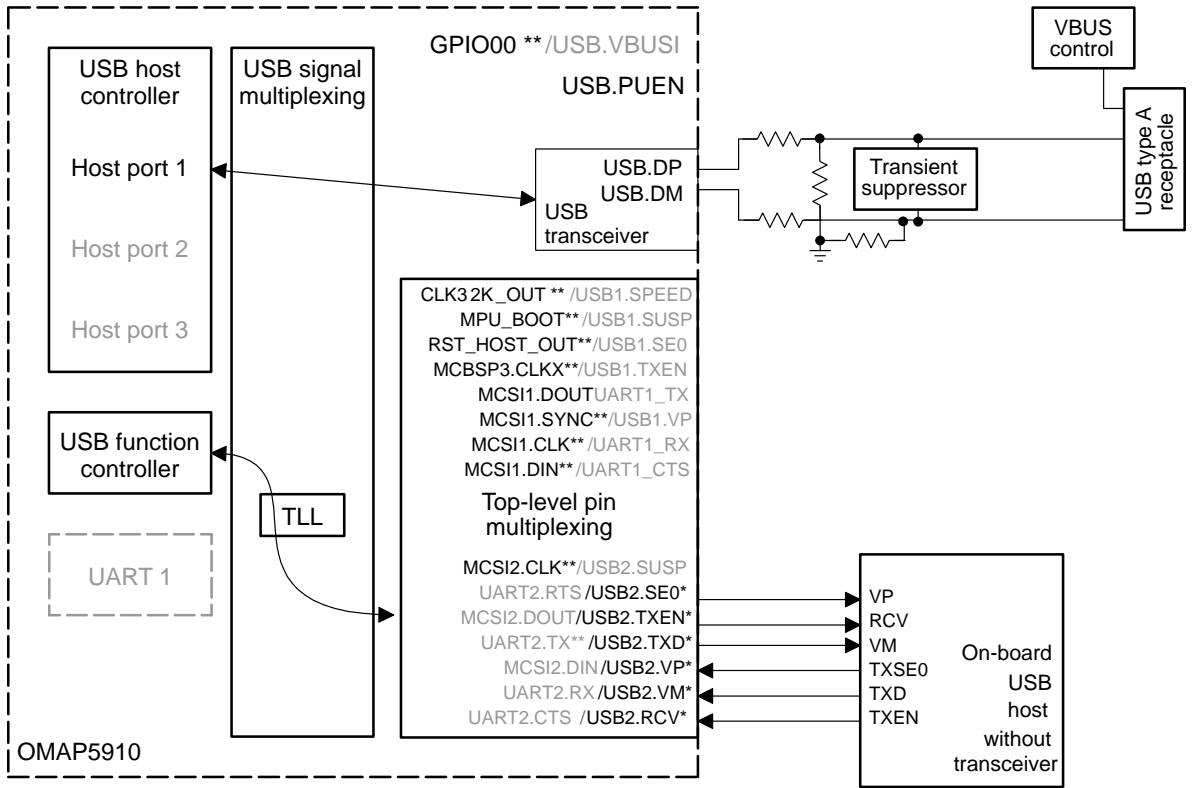 GPIO00 **/USB.VBUSI
USB.PUEN
VBUS
control
USB host
controller
Host port 1
Host port 2
Host port 3
USB signal
multiplexing
USB.DP
USB.DM
USB
transceiver
Transient
suppressor
USB type A
receptacle
CLK32K_OUT ** /USB1.SPEED
MPU_BOOT**/USB1.SUSP
RST_HOST_OUT**/USB1.SE0
MCBSP3.CLKX**/USB1.TXEN
MCSI1.DOUTUART1_TX
MCSI1.SYNC**/USB1.VP
MCSI1.CLK** /UART1_RX
MCSI1.DIN** /UART1_CTS
Top-level pin
multiplexing
MCSI2.CLK**/USB2.SUSP
UART2.RTS /USB2.SE0*
MCSI2.DOUT/USB2.TXEN*
UART2.TX** /USB2.TXD*
MCSI2.DIN/USB2.VP*
UART2.RX /USB2.VM*
UART2.CTS /USB2.RCV*
USB function
controller
TLL
UART 1
VP
RCV
VM
TXSE0
TXD
TXEN
On-board
USB
host
without
transceiver
OMAP5910